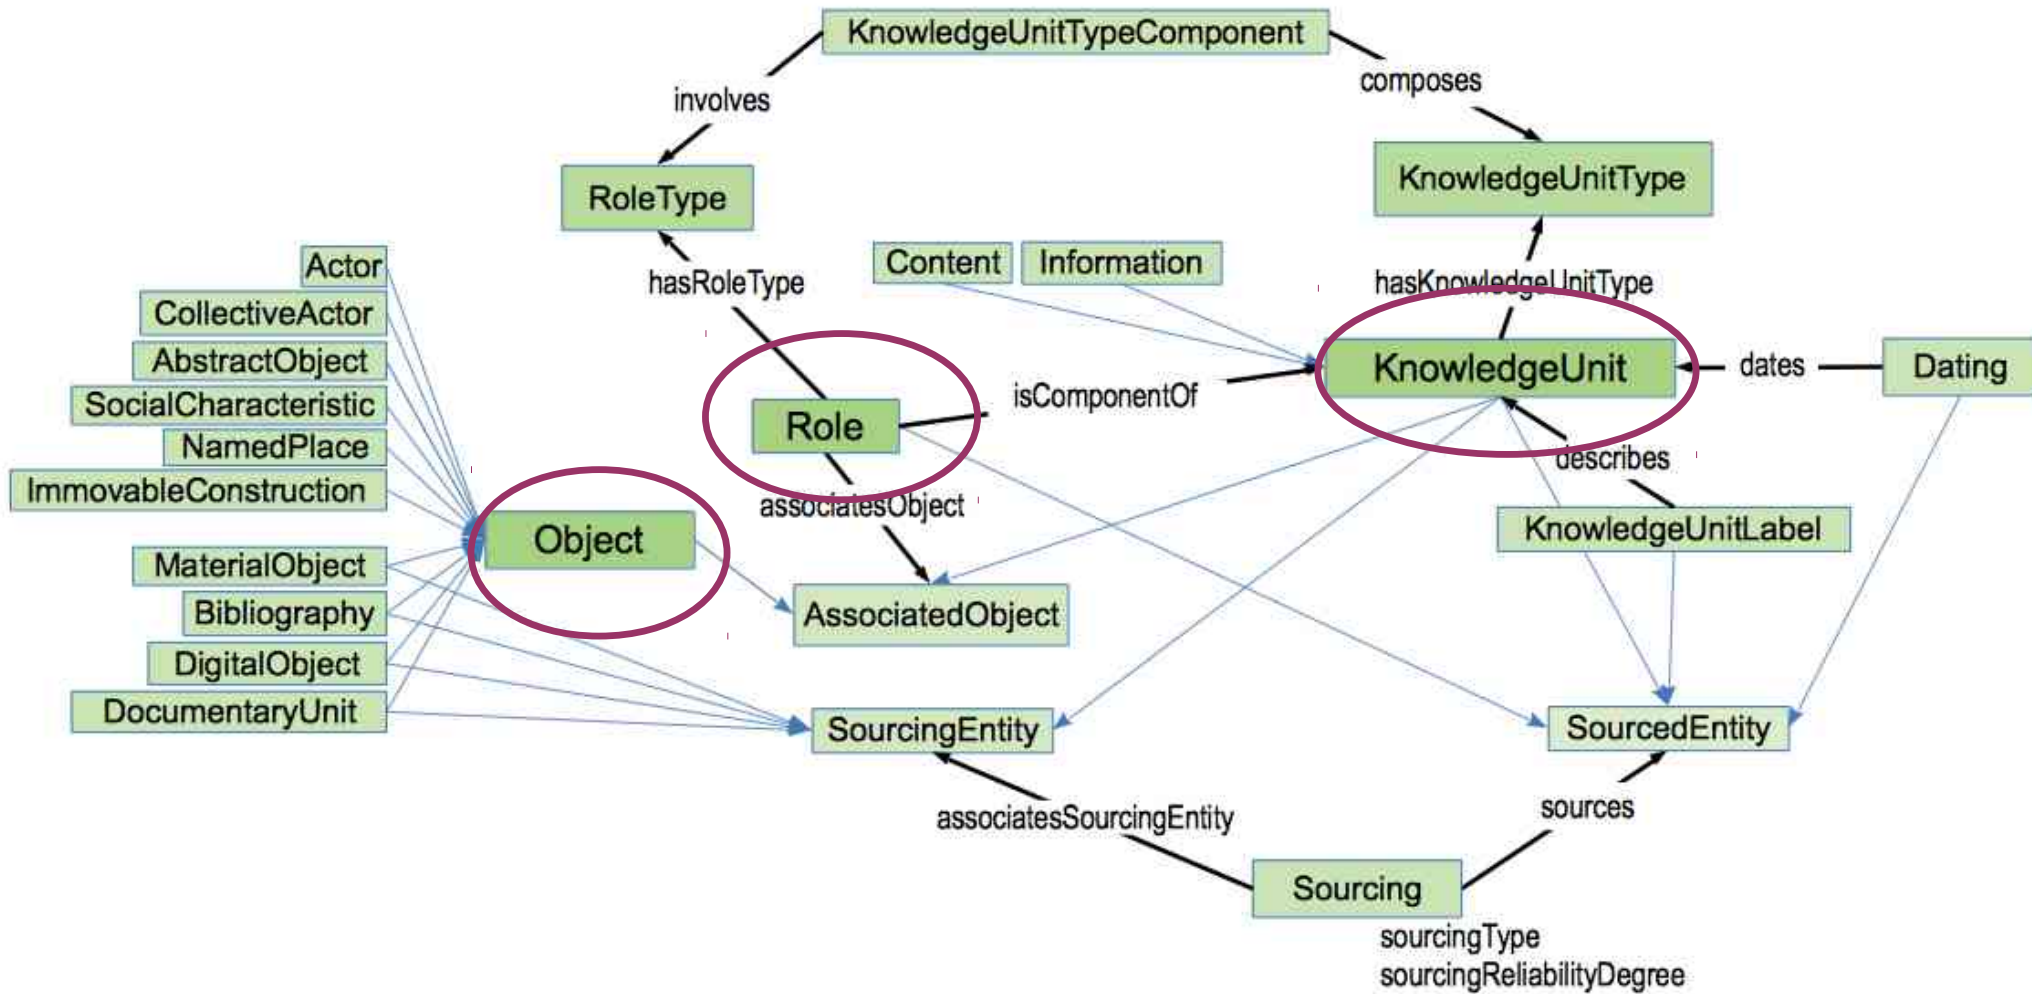 KnowledgeUnitTypeComponent
involves
composes
RoleType
KnowledgeUnitType
Actor
Content
Information
hasRoleType
hasKnowledgeUnitType
CollectiveActor
AbstractObject
KnowledgeUnit
dates
Dating
SocialCharacteristic
isComponentOf
Role
NamedPlace
describes
ImmovableConstruction
associatesObject
KnowledgeUnitLabel
Object
MaterialObject
Bibliography
AssociatedObject
DigitalObject
DocumentaryUnit
SourcingEntity
SourcedEntity
associatesSourcingEntity
sources
Sourcing
sourcingType
sourcingReliabilityDegree